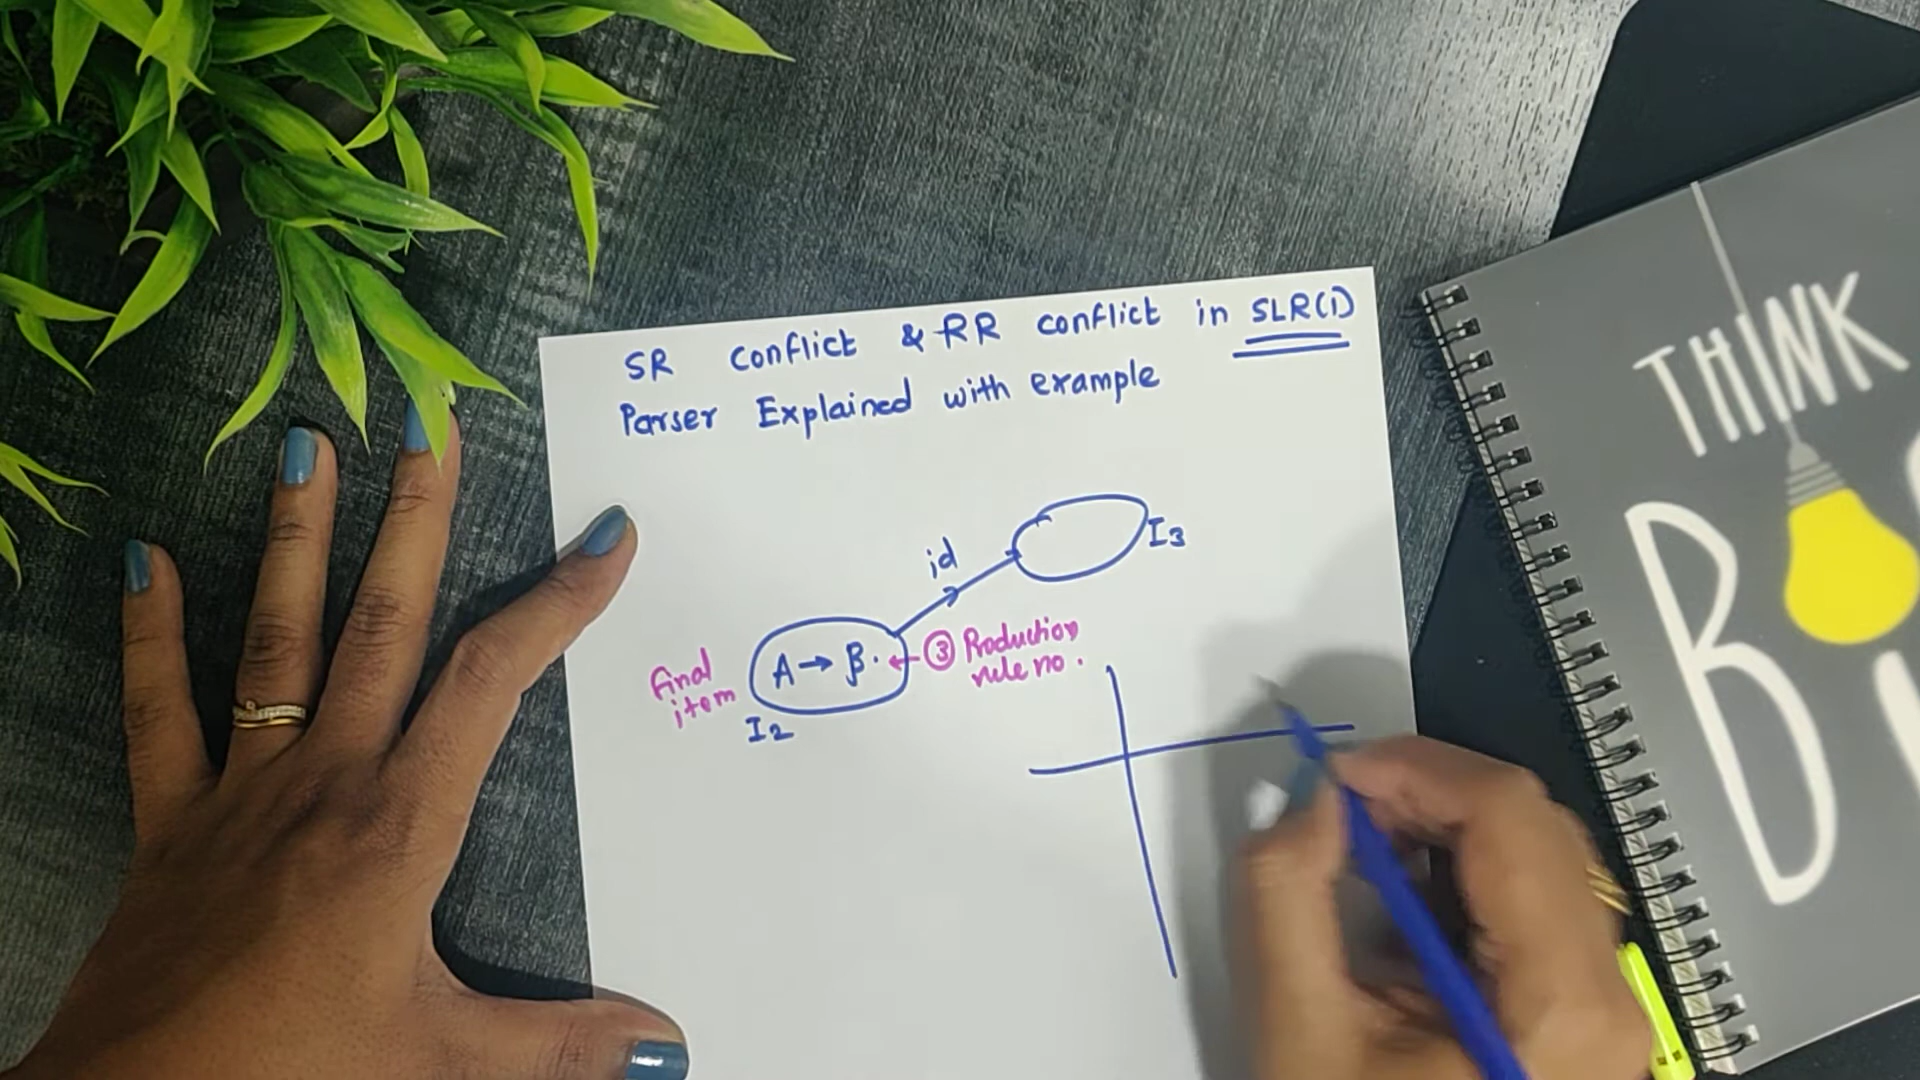 SR Conflict & RR conflict in SLR(1)
Parser Explained with example
id
I3
final
item
A → β.
← ③ Production
rule no.
I2
THINK